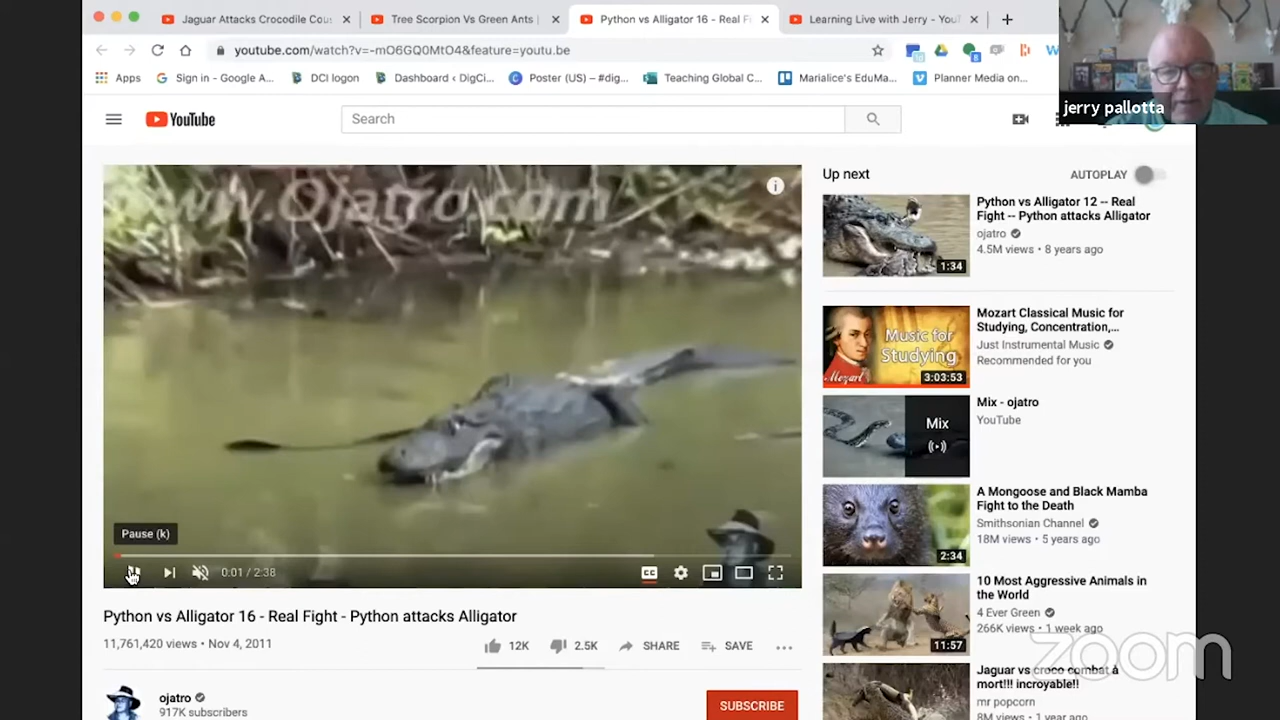 Jaguar Attacks Crocodile Cou
Tree Scorpion Vs Green Ants |
Python vs Alligator 16 - Real Fi
Learning Live with Jerry - YouT
youtube.com/watch?v=-mO6GQ0MtO4&feature=youtu.be
Apps
Sign in - Google A...
DCI logon
Dashboard ‹ DigCi...
Poster (US) – #dig...
Teaching Global C...
Marialice's EduMa...
Planner Media on...
jerry pallotta
YouTube
Search
www.Ojatro.com
Pause (k)
0:01 / 2:38
CC
Python vs Alligator 16 - Real Fight - Python attacks Alligator
11,761,420 views • Nov 4, 2011
12K
2.5K
SHARE
SAVE
ojatro
917K subscribers
SUBSCRIBE
Up next
AUTOPLAY
1:34
Python vs Alligator 12 -- Real
Fight -- Python attacks Alligator
ojatro
4.5M views • 8 years ago
Music for
Studying
Mozart
3:03:53
Mozart Classical Music for
Studying, Concentration,...
Just Instrumental Music
Recommended for you
Mix
Mix - ojatro
YouTube
2:34
A Mongoose and Black Mamba
Fight to the Death
Smithsonian Channel
18M views • 5 years ago
11:57
10 Most Aggressive Animals in
the World
4 Ever Green
266K views • 1 week ago
Jaguar vs croco combat à
mort!!! incroyable!!
mr popcorn
8M views • 1 year ago
zoom